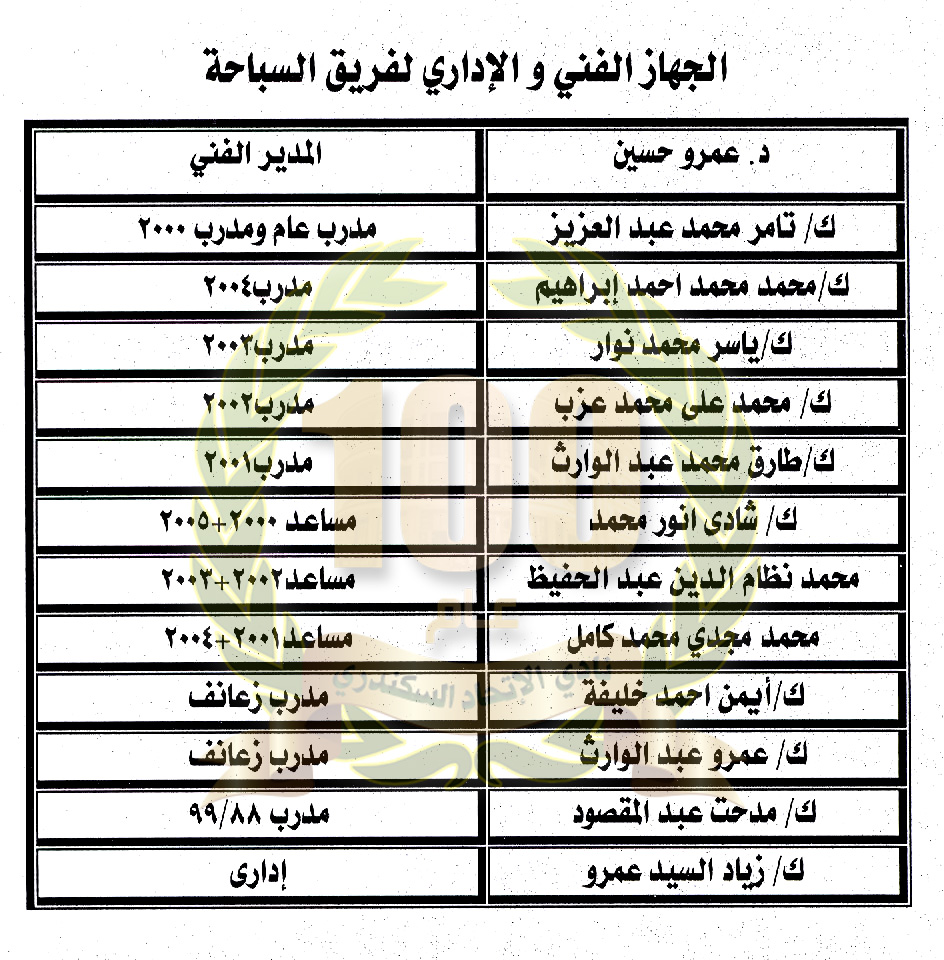 الجهاز الفني و الإداري لفريق السباحة
د. عمرو حسين المدير الفني
ك/ تامر محمد عبد العزيز مدرب عام ومدرب ٢٠٠٠
ك/محمد محمد احمد إبراهيم مدرب٢٠٠٤
ك/ياسر محمد نوار مدرب٢٠٠٣
ك/ محمد على محمد عزب مدرب٢٠٠٢
ك/طارق محمد عبد الوارث مدرب٢٠٠١
ك/ شادى انور محمد مساعد ٢٠٠٠+٢٠٠٥
محمد نظام الدين عبد الحفيظ مساعد٢٠٠٢+٢٠٠٣
محمد مجدي محمد كامل مساعد٢٠٠١+٢٠٠٤
ك/أيمن احمد خليفة مدرب زعانف
ك/ عمرو عبد الوارث مدرب زعانف
ك/ مدحت عبد المقصود مدرب ٩٩/٨٨
ك/ زياد السيد عمرو إدارى
100
عام
نادي الإتحاد السكندري